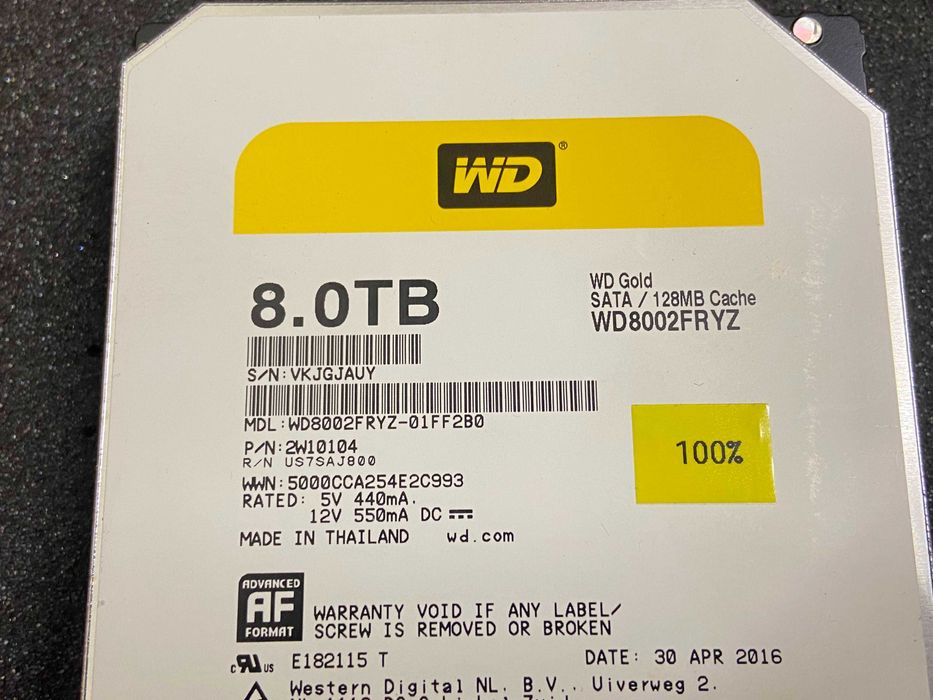 WD®
8.0TB
WD Gold
SATA / 128MB Cache
WD8002FRYZ
S/N:VKJGJAUY
MDL:WD8002FRYZ-01FF2B0
P/N:2W10104
R/N US7SAJ800
100%
WWN:5000CCA254E2C993
RATED: 5V 440mA.
12V 550mA DC
MADE IN THAILAND wd.com
ADVANCED
AF
FORMAT
WARRANTY VOID IF ANY LABEL/
SCREW IS REMOVED OR BROKEN
c RU US E182115 T DATE: 30 APR 2016
Western Digital NL. B.V.. Uiverweg 2.